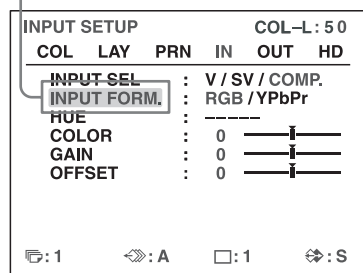 INPUT SETUP COL–L:50
COL LAY PRN IN OUT HD
INPUT SEL : V / SV / COMP.
INPUT FORM. : RGB / YPbPr
HUE : –––––
COLOR : 0
GAIN : 0
OFFSET : 0
:1 :A :1 :S